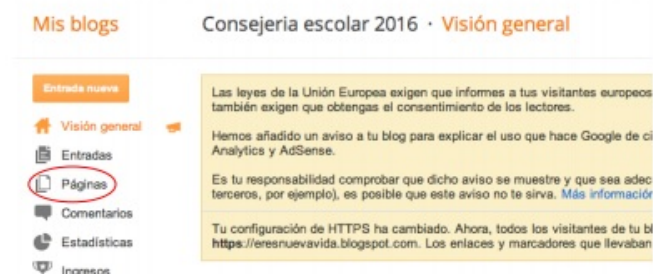 Mis blogs
Consejeria escolar 2016 · Visión general
Entrada nueva
Visión general
Entradas
Páginas
Comentarios
Estadísticas
Ingresos
Las leyes de la Unión Europea exigen que informes a tus visitantes europeos
también exigen que obtengas el consentimiento de los lectores.
Hemos añadido un aviso a tu blog para explicar el uso que hace Google de ci
Analytics y AdSense.
Es tu responsabilidad comprobar que dicho aviso se muestre y que sea adec
terceros, por ejemplo), es posible que este aviso no te sirva. Más información
Tu configuración de HTTPS ha cambiado. Ahora, todos los visitantes de tu bl
https://eresnuevavida.blogspot.com. Los enlaces y marcadores que llevaban